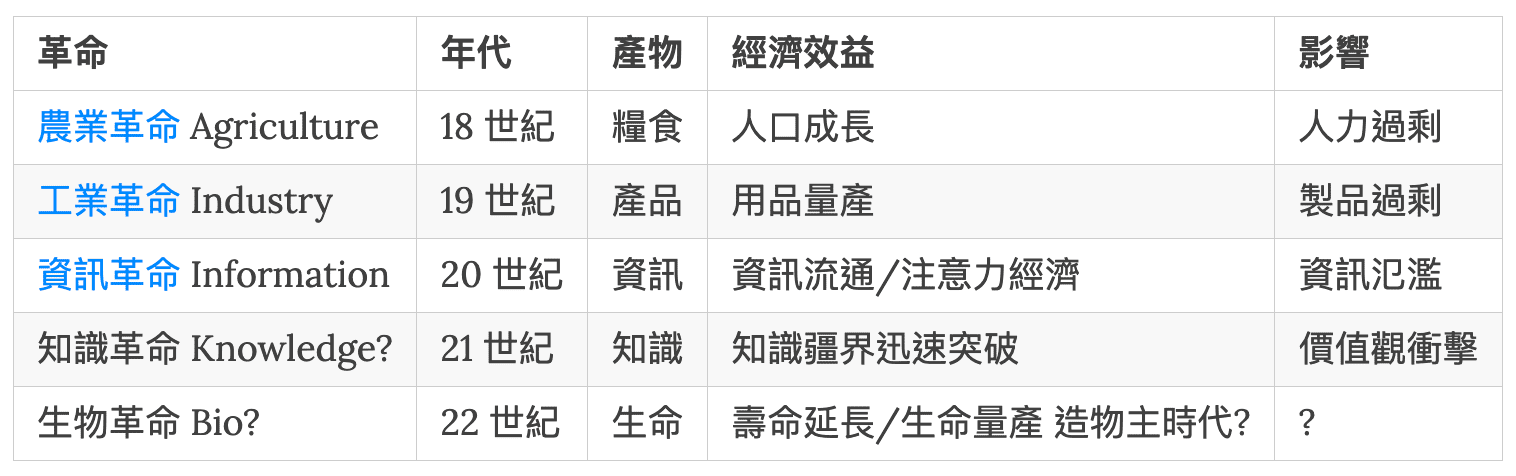 革命 年代 產物 經濟效益 影響
農業革命 Agriculture 18 世紀 糧食 人口成長 人力過剩
工業革命 Industry 19 世紀 產品 用品量產 製品過剩
資訊革命 Information 20 世紀 資訊 資訊流通/注意力經濟 資訊氾濫
知識革命 Knowledge? 21 世紀 知識 知識疆界迅速突破 價值觀衝擊
生物革命 Bio? 22 世紀 生命 壽命延長/生命量產 造物主時代? ?